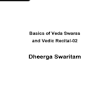 Basics of Veda Swaras
and Vedic Recital-02
Dheerga Swaritam